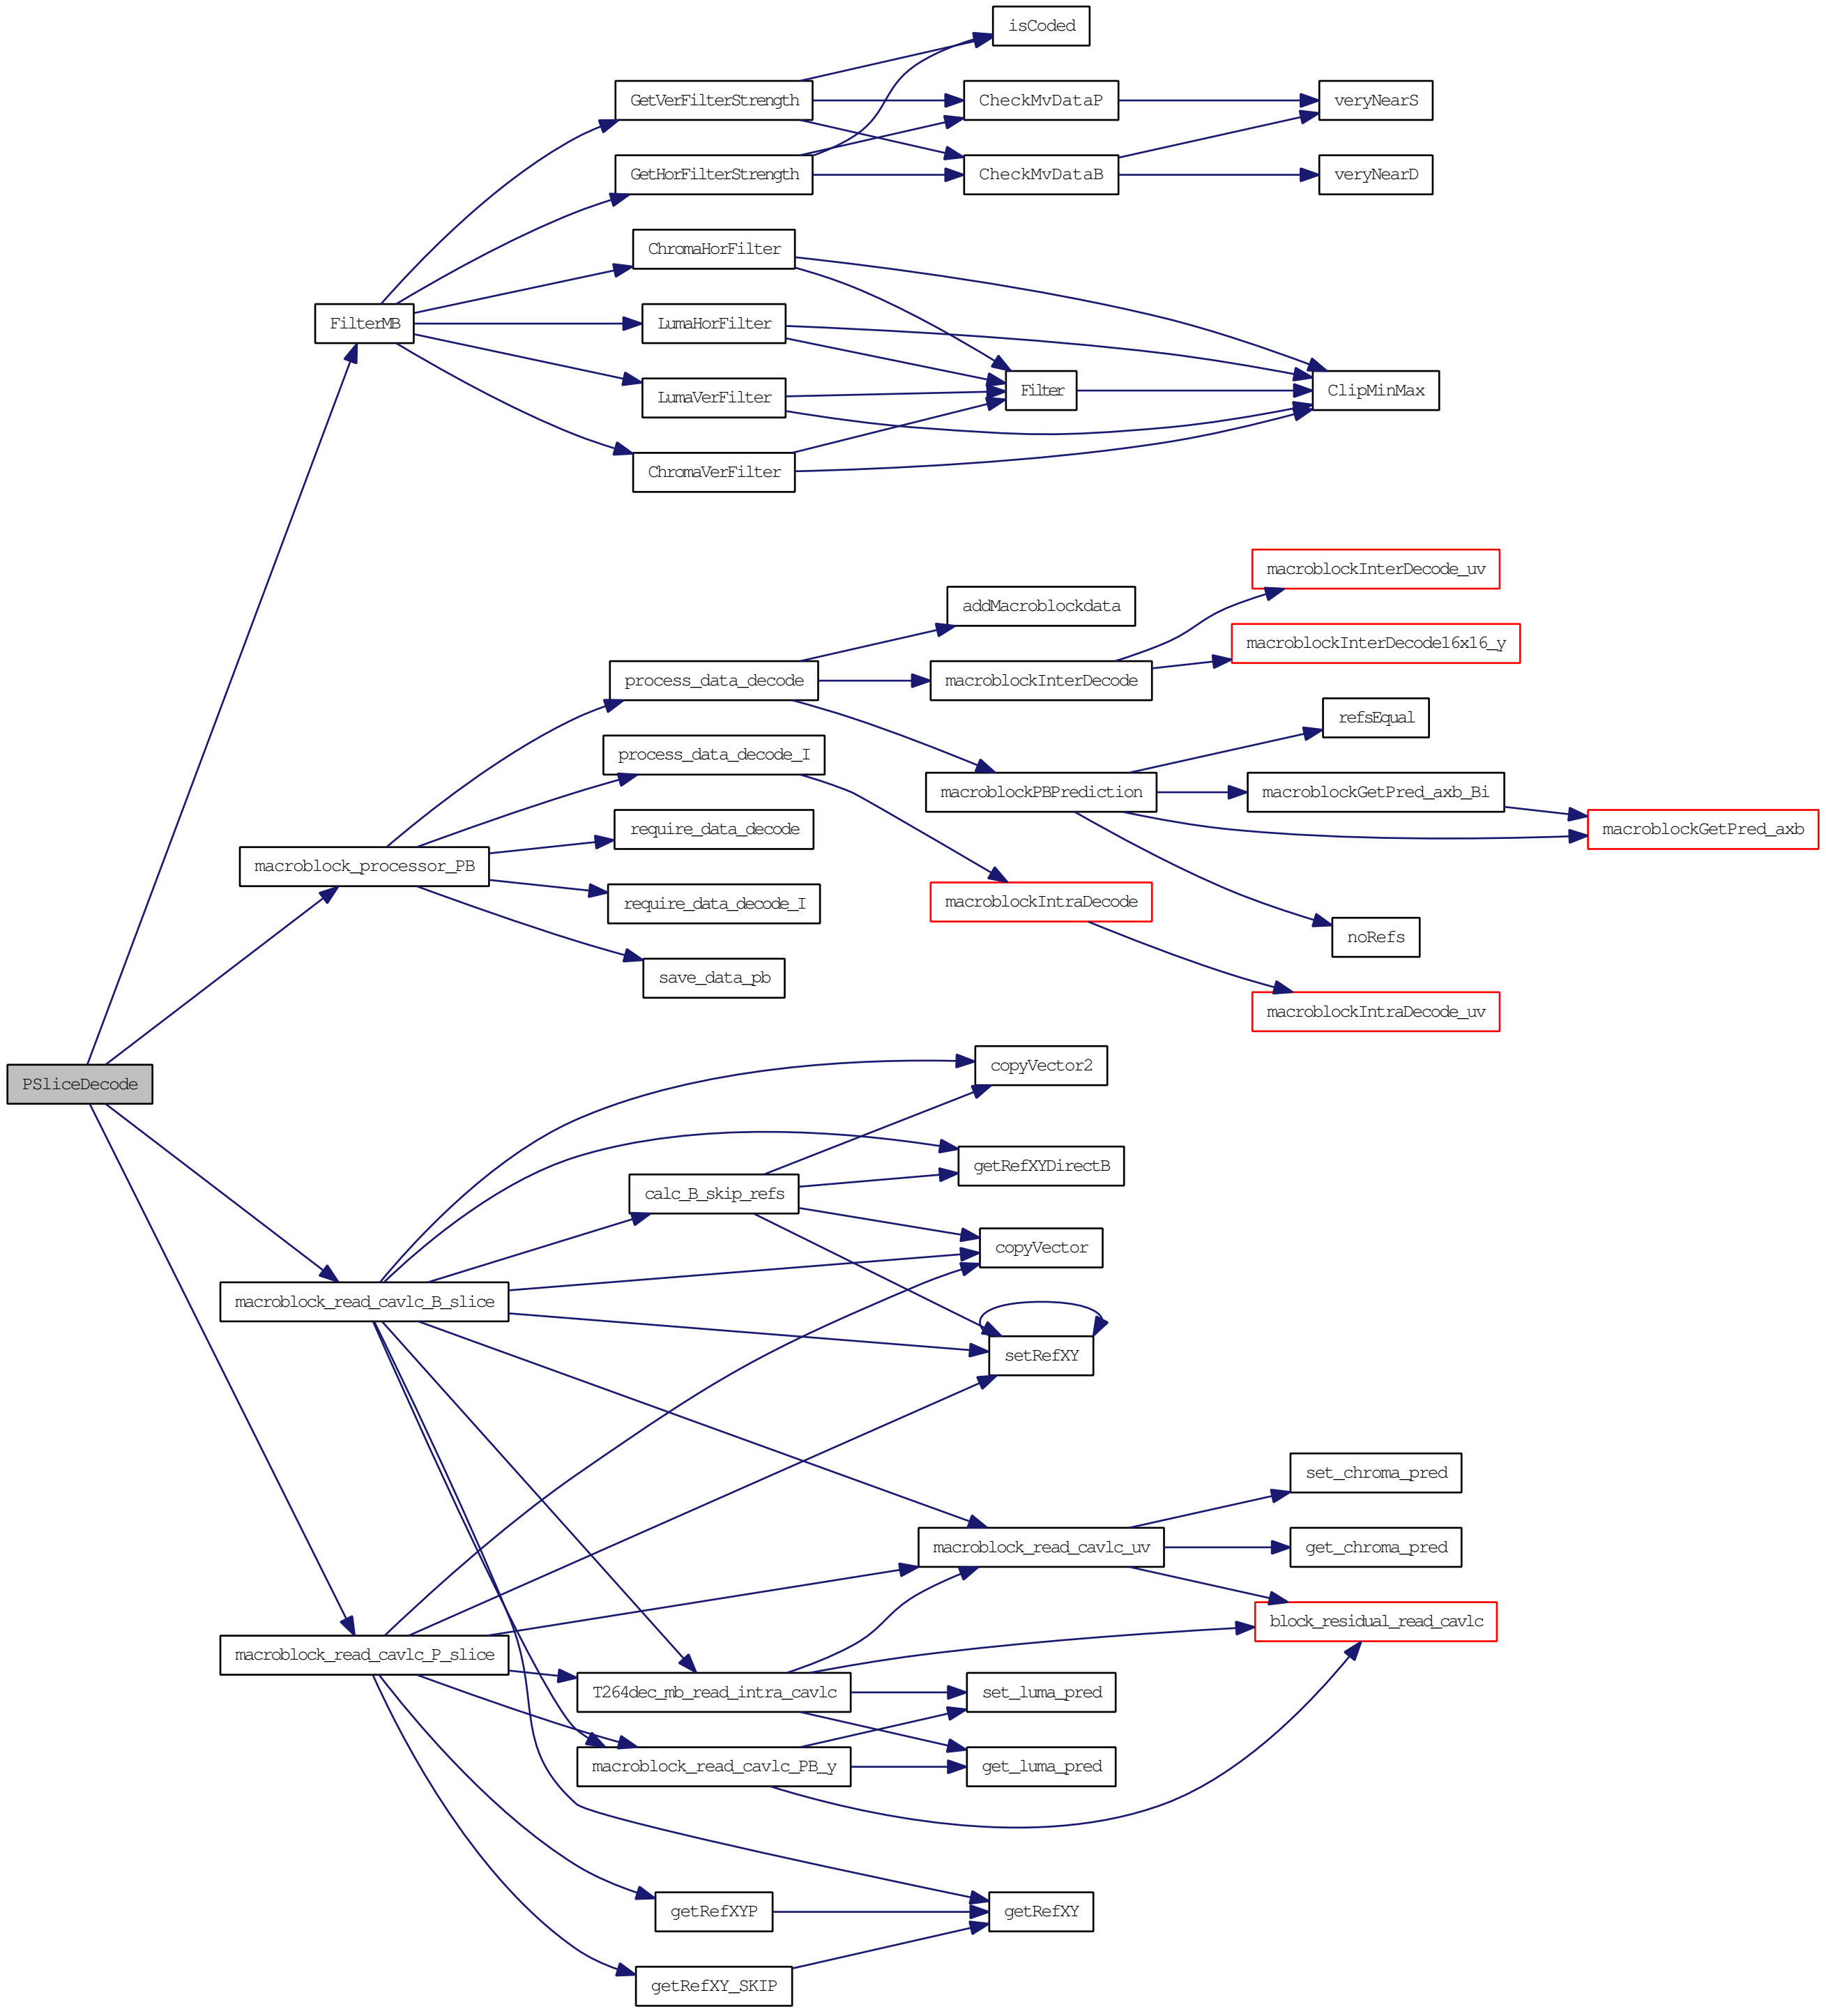 isCoded
GetVerFilterStrength
CheckMvDataP
veryNearS
GetHorFilterStrength
CheckMvDataB
veryNearD
ChromaHorFilter
FilterMB
LumaHorFilter
LumaVerFilter
Filter
ClipMinMax
ChromaVerFilter
macroblockInterDecode_uv
addMacroblockdata
macroblockInterDecode16x16_y
process_data_decode
macroblockInterDecode
refsEqual
process_data_decode_I
macroblockPBPrediction
macroblockGetPred_axb_Bi
require_data_decode
macroblockGetPred_axb
macroblock_processor_PB
require_data_decode_I
macroblockIntraDecode
noRefs
save_data_pb
macroblockIntraDecode_uv
copyVector2
PSliceDecode
getRefXYDirectB
calc_B_skip_refs
copyVector
macroblock_read_cavlc_B_slice
setRefXY
set_chroma_pred
macroblock_read_cavlc_uv
get_chroma_pred
block_residual_read_cavlc
macroblock_read_cavlc_P_slice
T264dec_mb_read_intra_cavlc
set_luma_pred
macroblock_read_cavlc_PB_y
get_luma_pred
getRefXYP
getRefXY
getRefXY_SKIP